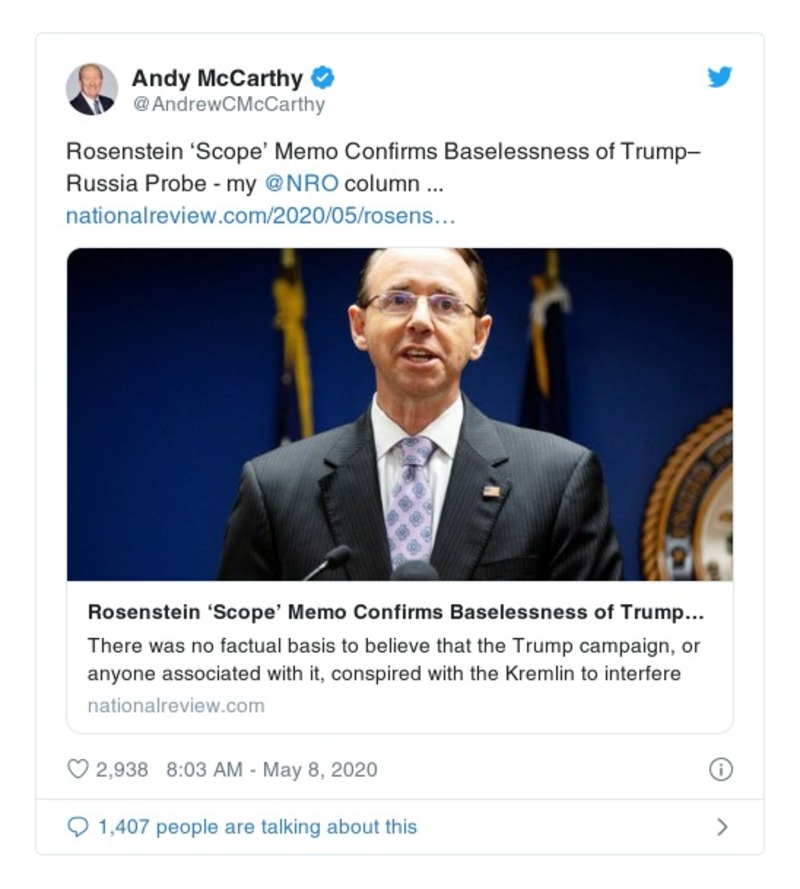 Andy McCarthy
@AndrewCMcCarthy
Rosenstein ‘Scope’ Memo Confirms Baselessness of Trump–
Russia Probe - my @NRO column ...
nationalreview.com/2020/05/rosens…
Rosenstein ‘Scope’ Memo Confirms Baselessness of Trump…
There was no factual basis to believe that the Trump campaign, or
anyone associated with it, conspired with the Kremlin to interfere
nationalreview.com
2,938 8:03 AM - May 8, 2020
1,407 people are talking about this